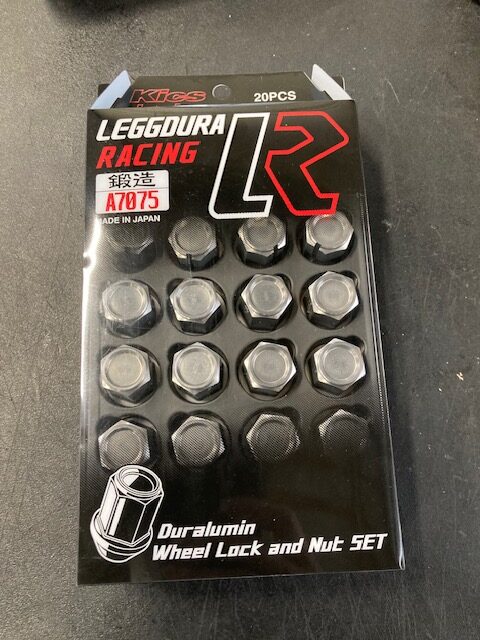 Kics
20PCS
LEGGDURA
RACING
LR
鍛造
A7075
MADE IN JAPAN
Duralumin
Wheel Lock and Nut SET